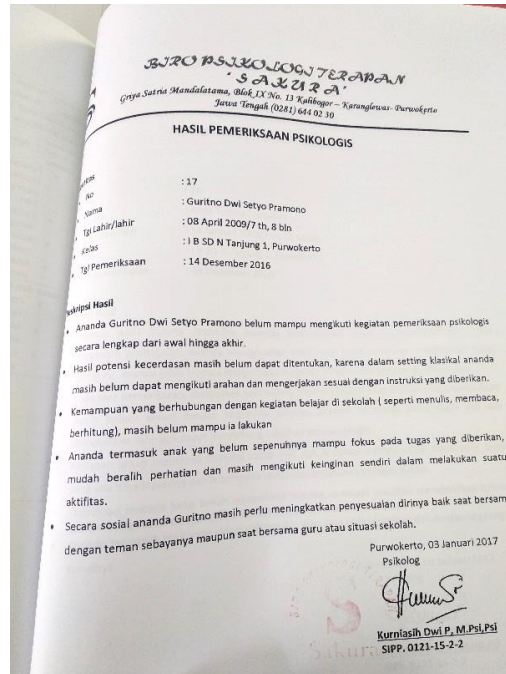 BIRO PSIKOLOGI TERAPAN
" SAKURA"
Griya Satria Mandalatama, Blok IX No. 13 Kalibogor – Karanglewas- Purwokerto
Jawa Tengah (0281) 644 02 30
HASIL PEMERIKSAAN PSIKOLOGIS
No : 17
Nama : Guritno Dwi Setyo Pramono
Tgl Lahir/lahir : 08 April 2009/7 th, 8 bln
Kelas : I B SD N Tanjung 1, Purwokerto
Tgl Pemeriksaan : 14 Desember 2016
skripsi Hasil
• Ananda Guritno Dwi Setyo Pramono belum mampu mengikuti kegiatan pemeriksaan psikologis
secara lengkap dari awal hingga akhir.
• Hasil potensi kecerdasan masih belum dapat ditentukan, karena dalam setting klasikal ananda
masih belum dapat mengikuti arahan dan mengerjakan sesuai dengan instruksi yang diberikan.
• Kemampuan yang berhubungan dengan kegiatan belajar di sekolah ( seperti menulis, membaca,
berhitung), masih belum mampu ia lakukan
• Ananda termasuk anak yang belum sepenuhnya mampu fokus pada tugas yang diberikan,
mudah beralih perhatian dan masih mengikuti keinginan sendiri dalam melakukan suatu
aktifitas.
• Secara sosial ananda Guritno masih perlu meningkatkan penyesuaian dirinya baik saat bersam
dengan teman sebayanya maupun saat bersama guru atau situasi sekolah.
Purwokerto, 03 Januari 2017
Psikolog
S
Sakura
Kurniasih Dwi P, M.Psi,Psi
SIPP. 0121-15-2-2